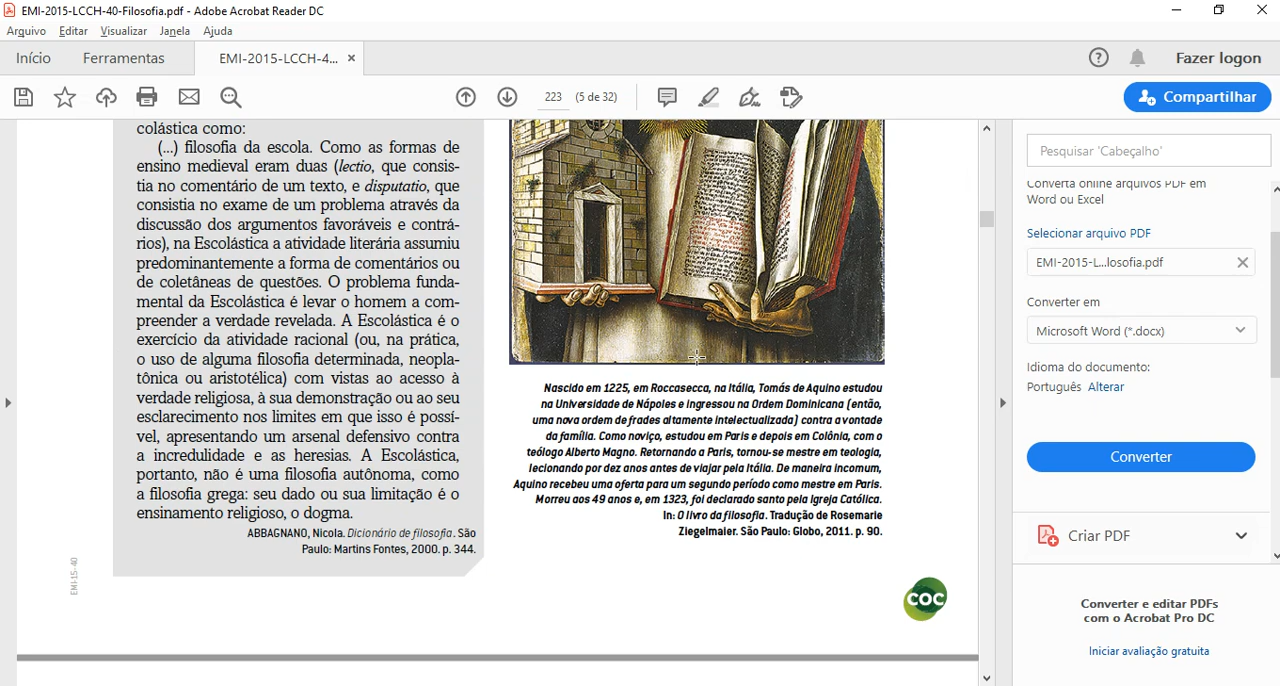 EMI-2015-LCCH-40-Filosofia.pdf - Adobe Acrobat Reader DC
Arquivo Editar Visualizar Janela Ajuda
Início Ferramentas EMI-2015-LCCH-4... × Fazer logon
223 (5 de 32) Compartilhar
colástica como:
(...) filosofia da escola. Como as formas de
ensino medieval eram duas (lectio, que consis-
tia no comentário de um texto, e disputatio, que
consistia no exame de um problema através da
discussão dos argumentos favoráveis e contrá-
rios), na Escolástica a atividade literária assumiu
predominantemente a forma de comentários ou
de coletâneas de questões. O problema funda-
mental da Escolástica é levar o homem a com-
preender a verdade revelada. A Escolástica é o
exercício da atividade racional (ou, na prática,
o uso de alguma filosofia determinada, neopla-
tônica ou aristotélica) com vistas ao acesso à
verdade religiosa, à sua demonstração ou ao seu
esclarecimento nos limites em que isso é possí-
vel, apresentando um arsenal defensivo contra
a incredulidade e as heresias. A Escolástica,
portanto, não é uma filosofia autônoma, como
a filosofia grega: seu dado ou sua limitação é o
ensinamento religioso, o dogma.
ABBAGNANO, Nicola. Dicionário de filosofia. São
Paulo: Martins Fontes, 2000. p. 344.
EMI-15-40
Nascido em 1225, em Roccasecca, na Itália, Tomás de Aquino estudou
na Universidade de Nápoles e ingressou na Ordem Dominicana (então,
uma nova ordem de frades altamente intelectualizada) contra a vontade
da família. Como noviço, estudou em Paris e depois em Colônia, com o
teólogo Alberto Magno. Retornando a Paris, tornou-se mestre em teologia,
lecionando por dez anos antes de viajar pela Itália. De maneira incomum,
Aquino recebeu uma oferta para um segundo período como mestre em Paris.
Morreu aos 49 anos e, em 1323, foi declarado santo pela Igreja Católica.
In: O livro da filosofia. Tradução de Rosemarie
Ziegelmaier. São Paulo: Globo, 2011. p. 90.
COC
Pesquisar 'Cabeçalho'
Converta online arquivos PDF em
Word ou Excel
Selecionar arquivo PDF
EMI-2015-L...losofia.pdf
Converter em
Microsoft Word (*.docx)
Idioma do documento:
Português Alterar
Converter
Criar PDF
Converter e editar PDFs
com o Acrobat Pro DC
Iniciar avaliação gratuita